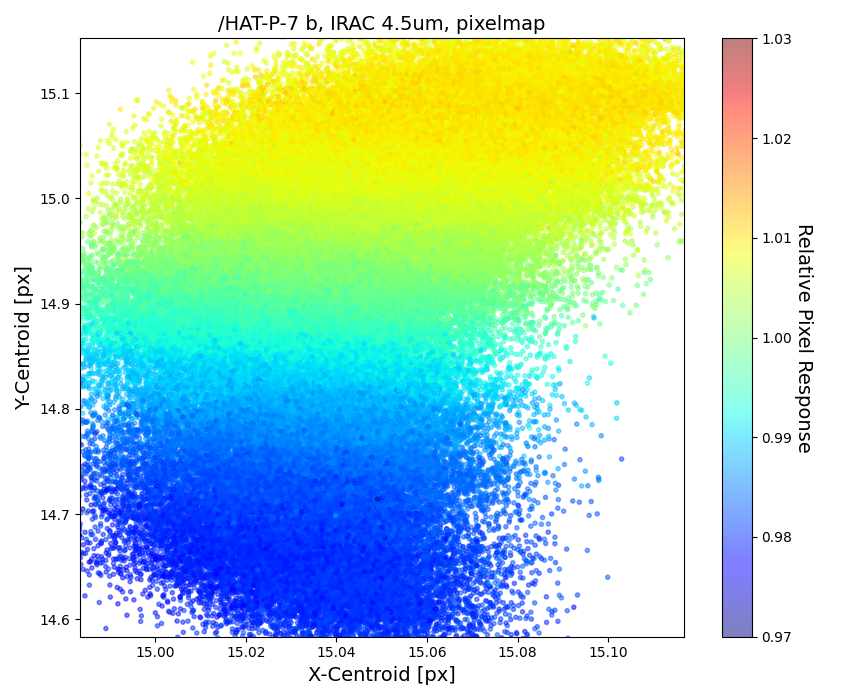 /HAT-P-7 b, IRAC 4.5um, pixelmap
Y-Centroid [px]
15.1
15.0
14.9
14.8
14.7
14.6
15.00 15.02 15.04 15.06 15.08 15.10
X-Centroid [px]
1.03
1.02
1.01
1.00
0.99
0.98
0.97
Relative Pixel Response